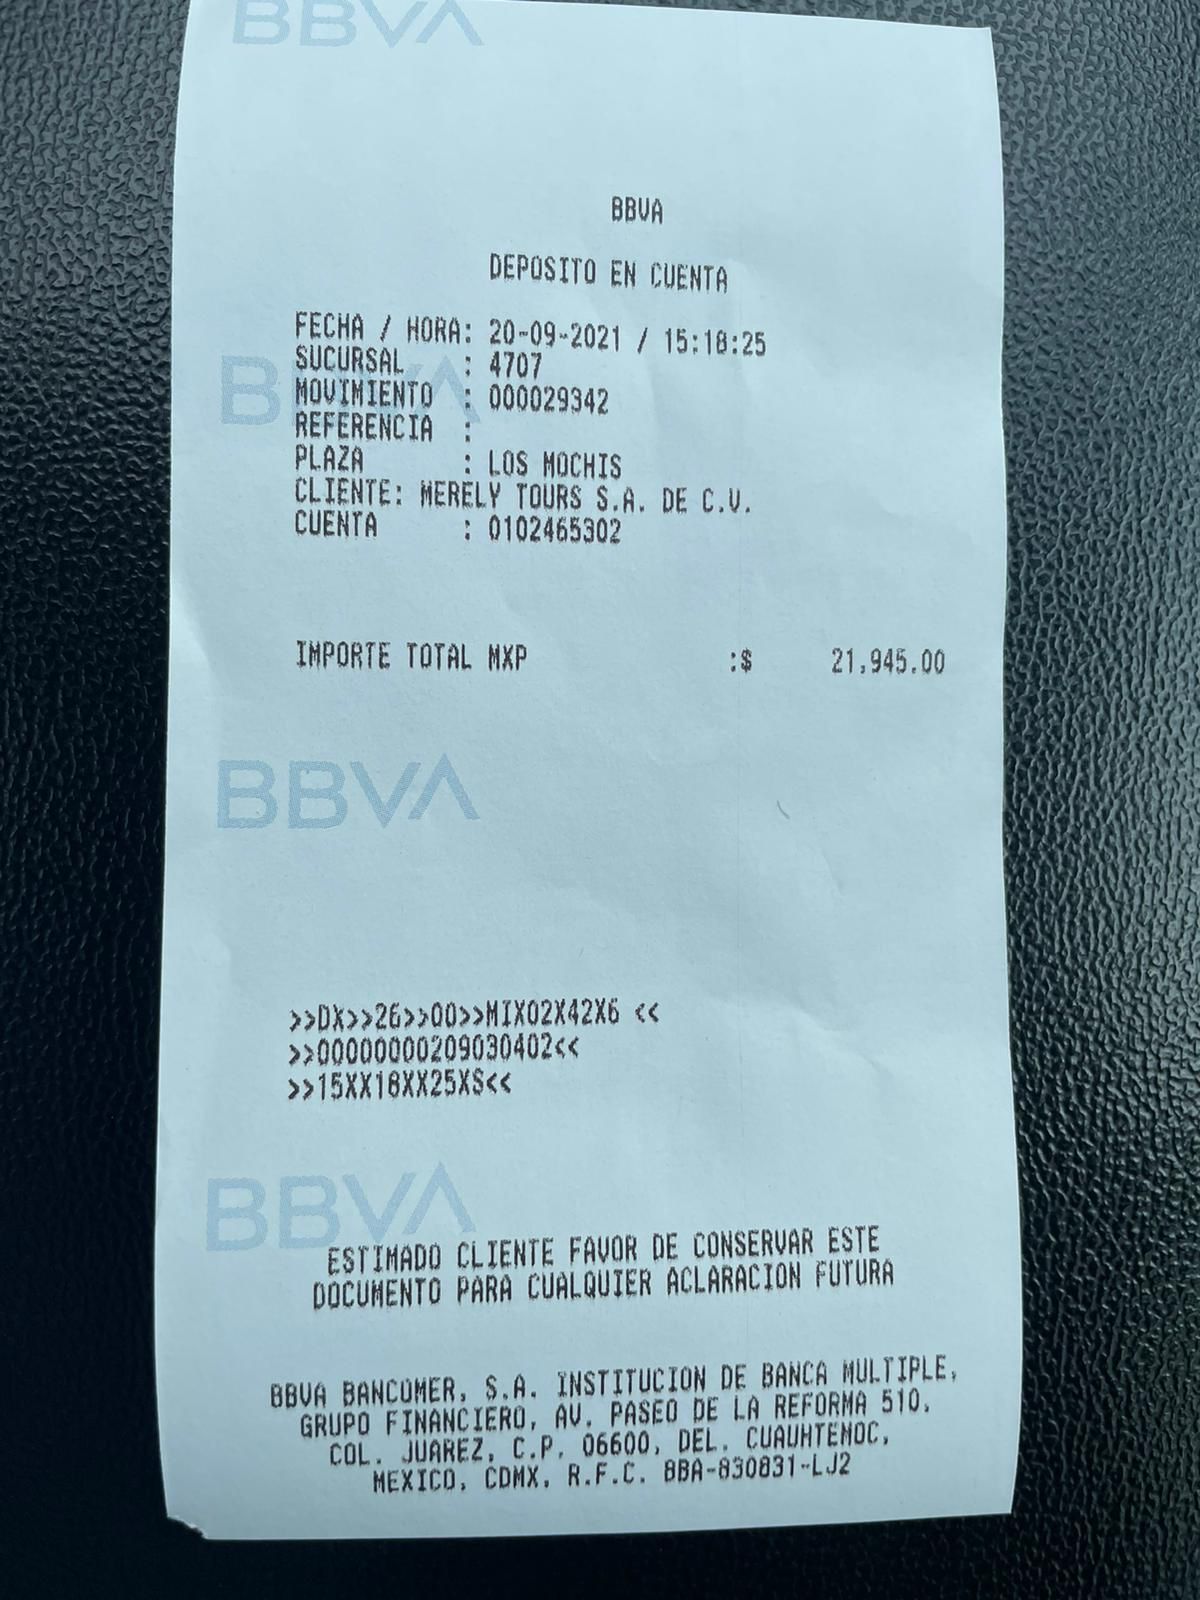 BBVA
BBVA
DEPOSITO EN CUENTA
FECHA / HORA: 20-09-2021 / 15:18:25
SUCURSAL : 4707
BBVA
MOVIMIENTO : 000029342
REFERENCIA :
PLAZA : LOS MOCHIS
CLIENTE: MERELY TOURS S.A. DE C.V.
CUENTA : 0102465302
IMPORTE TOTAL MXP :$ 21,945.00
BBVA
>>DX>>26>>00>>MIX02X42X6 <<
>>00000000209030402<<
>>15XX18XX25XS<<
BBVA
ESTIMADO CLIENTE FAVOR DE CONSERVAR ESTE
DOCUMENTO PARA CUALQUIER ACLARACION FUTURA
BBVA BANCOMER, S.A. INSTITUCION DE BANCA MULTIPLE,
GRUPO FINANCIERO, AV. PASEO DE LA REFORMA 510,
COL. JUAREZ, C.P. 06600, DEL. CUAUHTEMOC,
MEXICO, CDMX, R.F.C. BBA-830831-LJ2